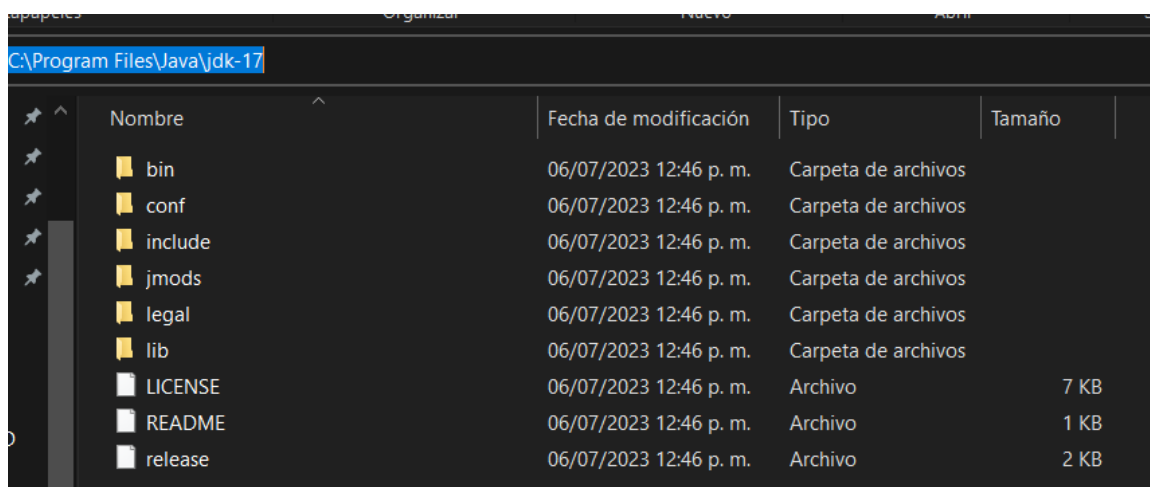 Organizar Nuevo Abrir
C:\Program Files\Java\jdk-17
Nombre Fecha de modificación Tipo Tamaño
bin 06/07/2023 12:46 p. m. Carpeta de archivos
conf 06/07/2023 12:46 p. m. Carpeta de archivos
include 06/07/2023 12:46 p. m. Carpeta de archivos
jmods 06/07/2023 12:46 p. m. Carpeta de archivos
legal 06/07/2023 12:46 p. m. Carpeta de archivos
lib 06/07/2023 12:46 p. m. Carpeta de archivos
LICENSE 06/07/2023 12:46 p. m. Archivo 7 KB
README 06/07/2023 12:46 p. m. Archivo 1 KB
release 06/07/2023 12:46 p. m. Archivo 2 KB